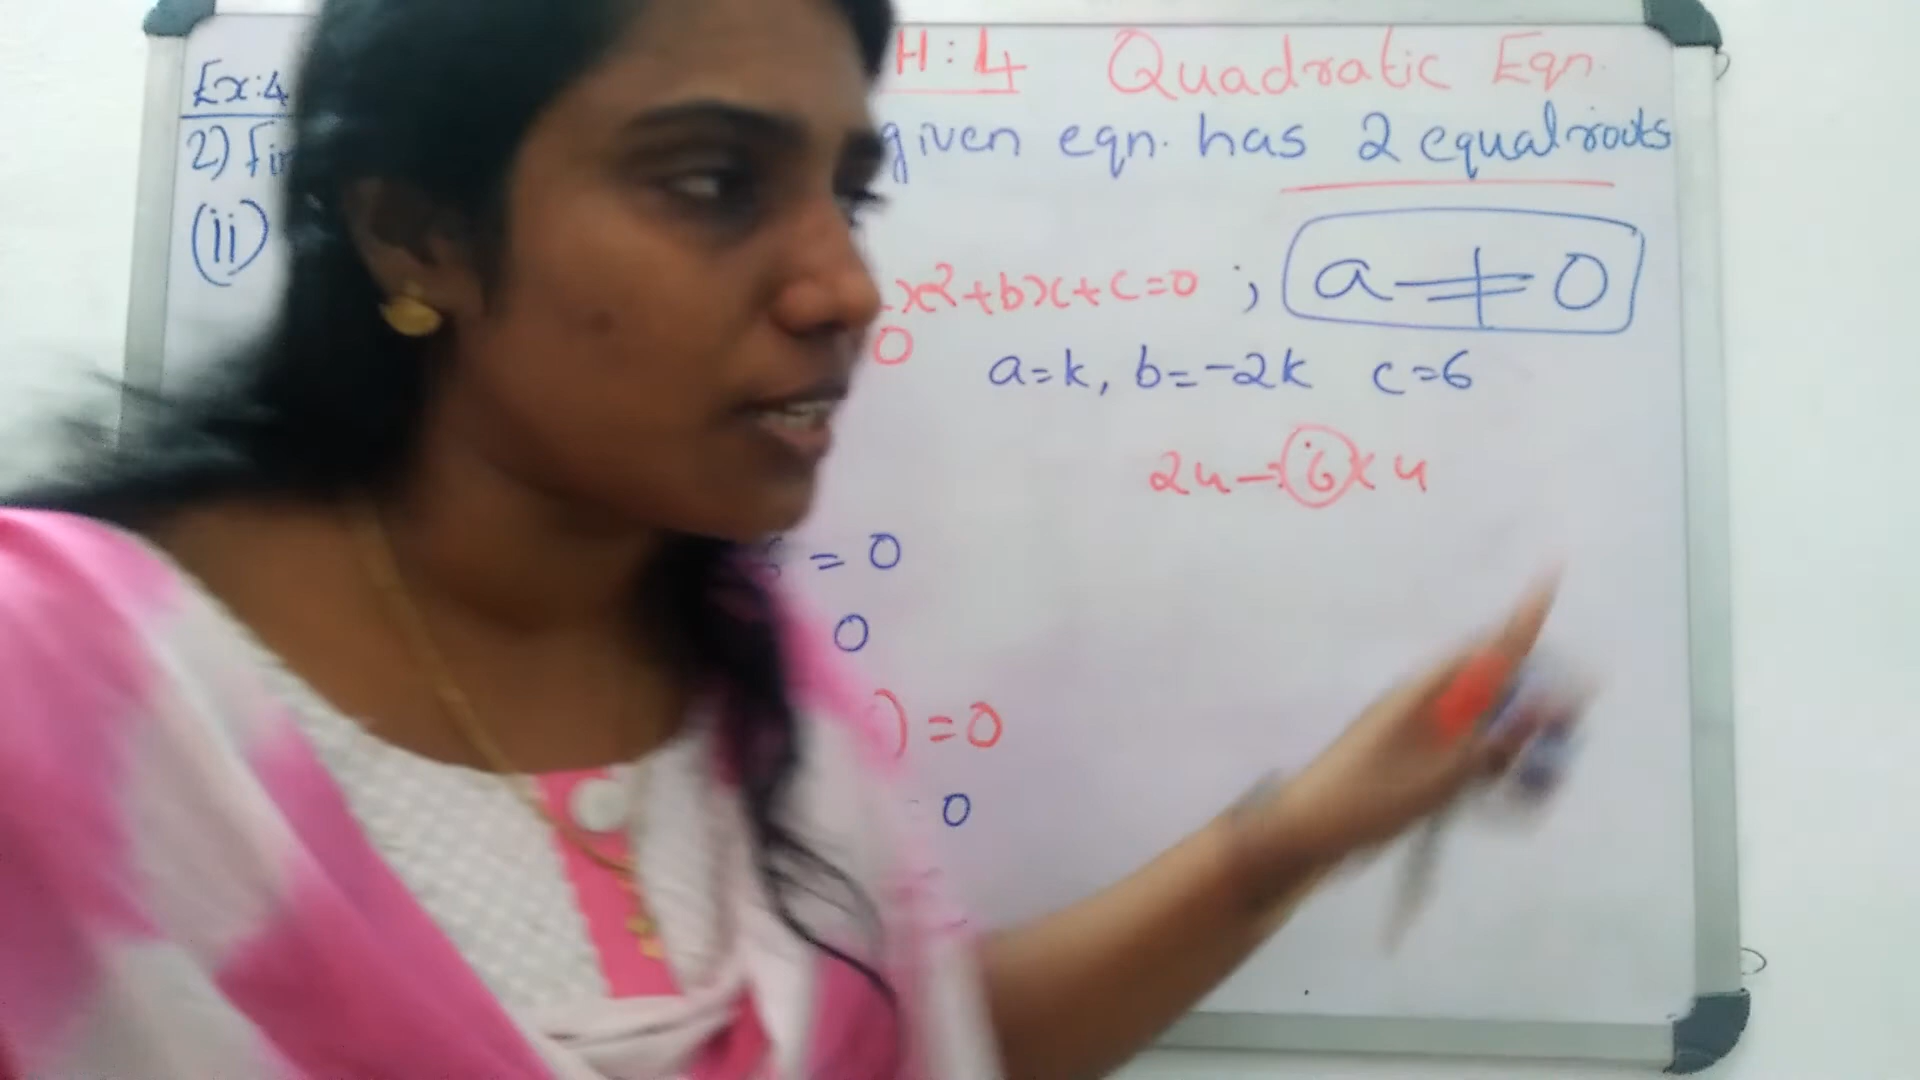 Ex:4 H:4 Quadratic Eqn.
2) given eqn. has 2 equal roots
(ii)
x²+bx+c=0 ; a≠0
0 a=k, b=-2k c=6
24-:6×4
= 0
0
) = 0
0